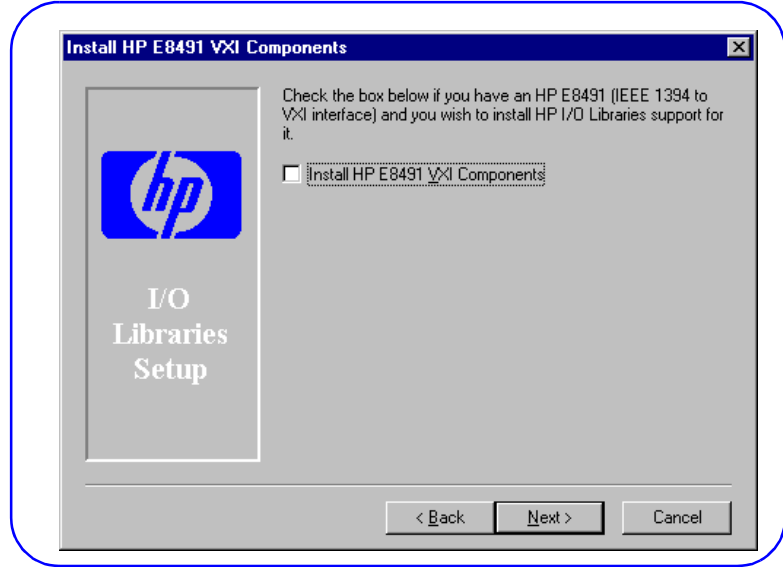 Install HP E8491 VXI Components
Check the box below if you have an HP E8491 (IEEE 1394 to
VXI interface) and you wish to install HP I/O Libraries support for
it.
Install HP E8491 VXI Components
hp
I/O
Libraries
Setup
< Back
Next >
Cancel